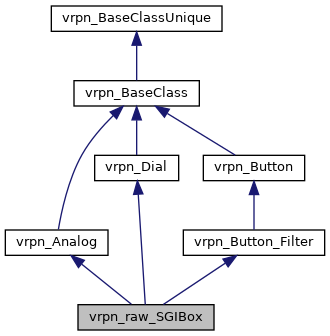 vrpn_BaseClassUnique
vrpn_BaseClass
vrpn_Dial
vrpn_Button
vrpn_Analog
vrpn_Button_Filter
vrpn_raw_SGIBox